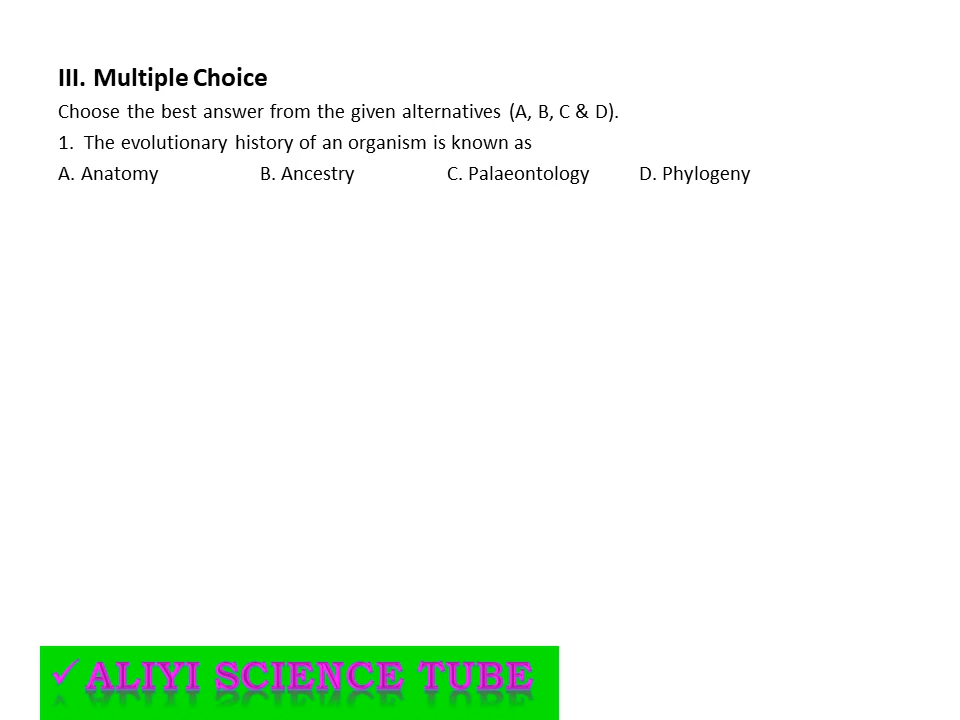 III. Multiple Choice
Choose the best answer from the given alternatives (A, B, C & D).
1. The evolutionary history of an organism is known as
A. Anatomy B. Ancestry C. Palaeontology D. Phylogeny
✓ALIYI SCIENCE TUBE